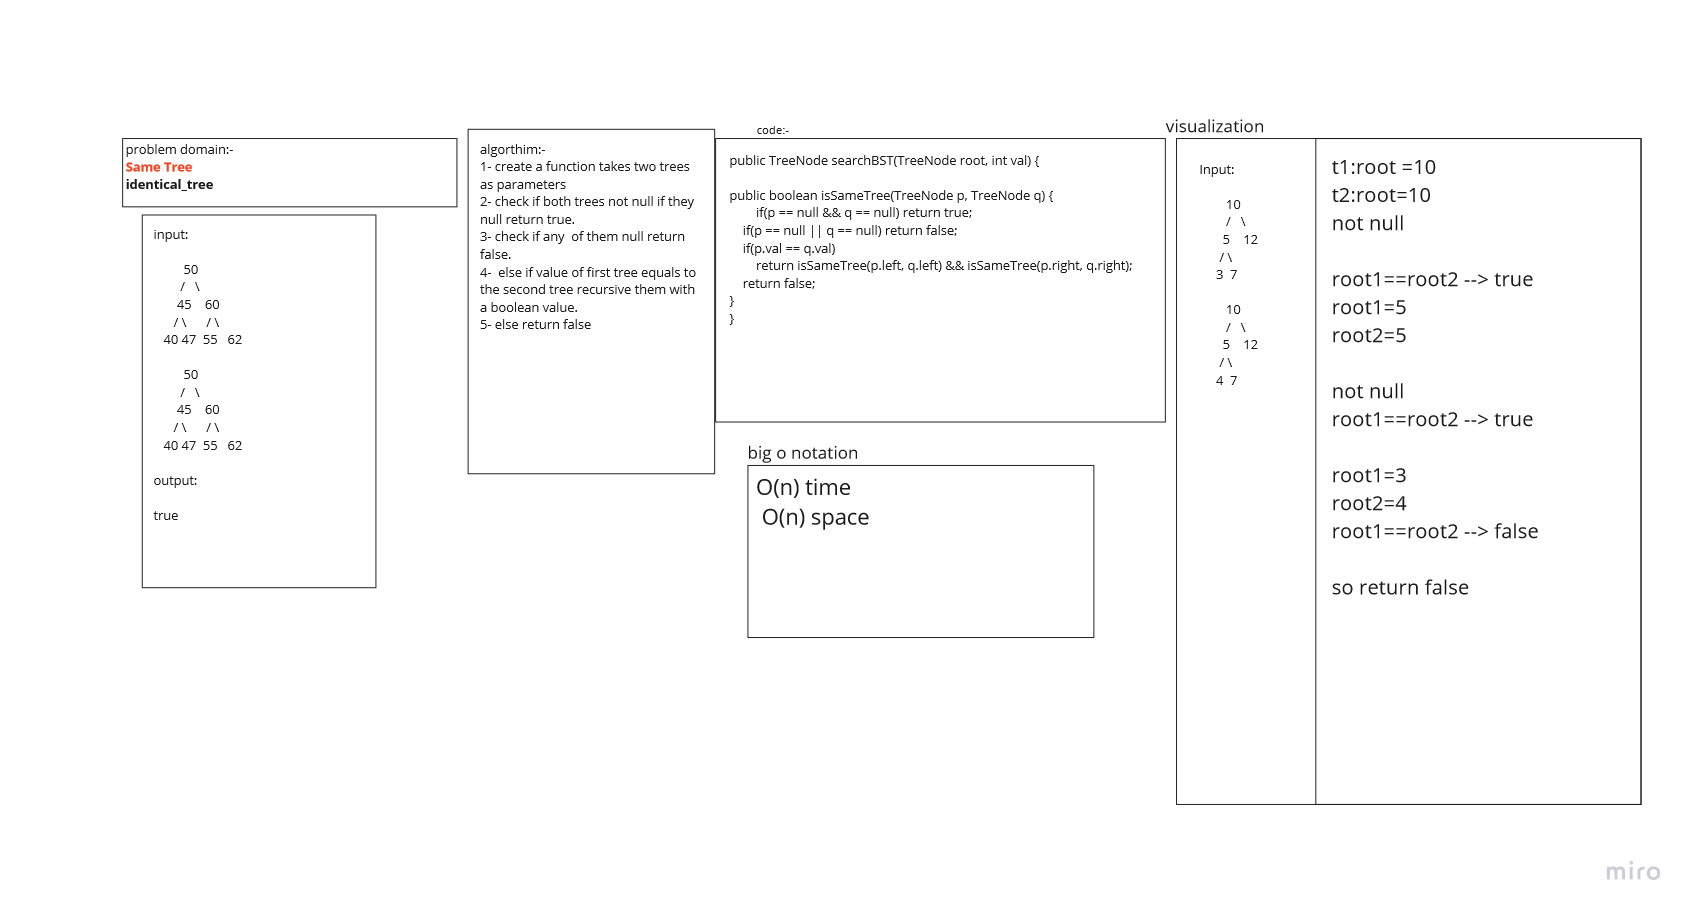 problem domain:-
Same Tree
identical_tree
input:
50
/ \
45 60
/ \ / \
40 47 55 62
50
/ \
45 60
/ \ / \
40 47 55 62
output:
true
algorthim:-
1- create a function takes two trees
as parameters
2- check if both trees not null if they
null return true.
3- check if any of them null return
false.
4- else if value of first tree equals to
the second tree recursive them with
a boolean value.
5- else return false
code:-
public TreeNode searchBST(TreeNode root, int val) {
public boolean isSameTree(TreeNode p, TreeNode q) {
if(p == null && q == null) return true;
if(p == null || q == null) return false;
if(p.val == q.val)
return isSameTree(p.left, q.left) && isSameTree(p.right, q.right);
return false;
}
}
big o notation
O(n) time
O(n) space
visualization
Input:
10
/ \
5 12
/ \
3 7
10
/ \
5 12
/ \
4 7
t1:root =10
t2:root=10
not null
root1==root2 --> true
root1=5
root2=5
not null
root1==root2 --> true
root1=3
root2=4
root1==root2 --> false
so return false
miro